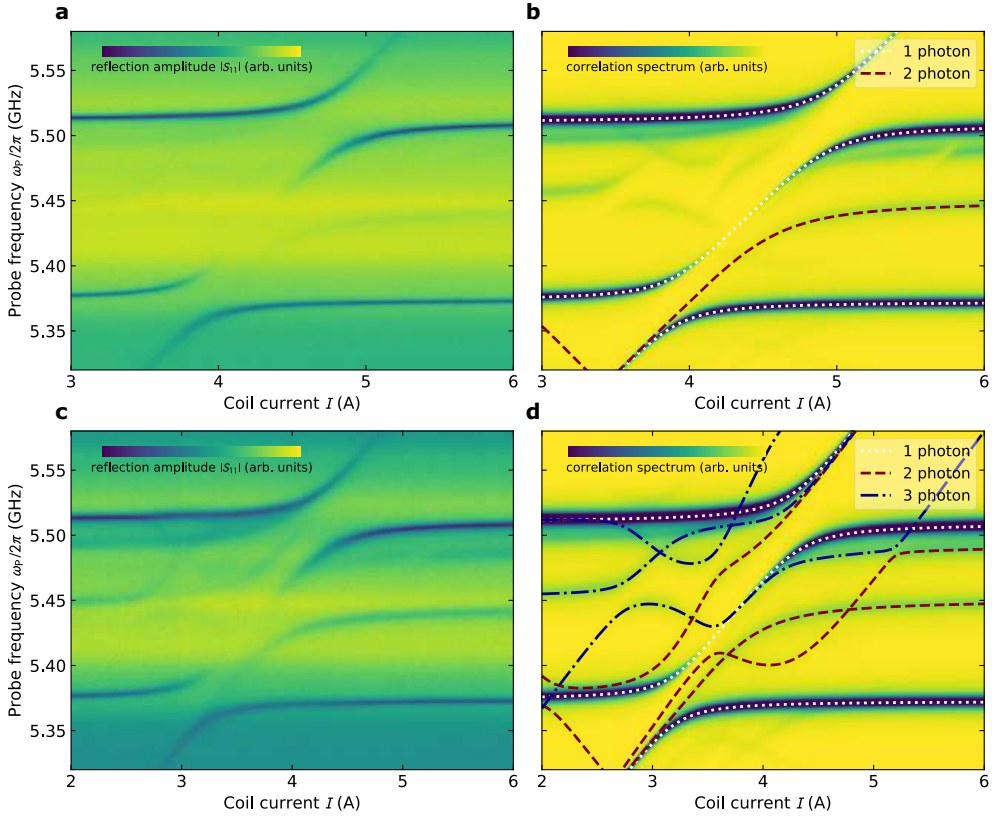 a
5.55
5.50
5.45
5.40
5.35
Probe frequency ωₚ/2π (GHz)
reflection amplitude |S₁₁| (arb. units)
3
4
5
6
Coil current I (A)
b
correlation spectrum (arb. units)
1 photon
2 photon
3
4
5
6
Coil current I (A)
c
5.55
5.50
5.45
5.40
5.35
Probe frequency ωₚ/2π (GHz)
reflection amplitude |S₁₁| (arb. units)
2
3
4
5
6
Coil current I (A)
d
correlation spectrum (arb. units)
1 photon
2 photon
3 photon
2
3
4
5
6
Coil current I (A)